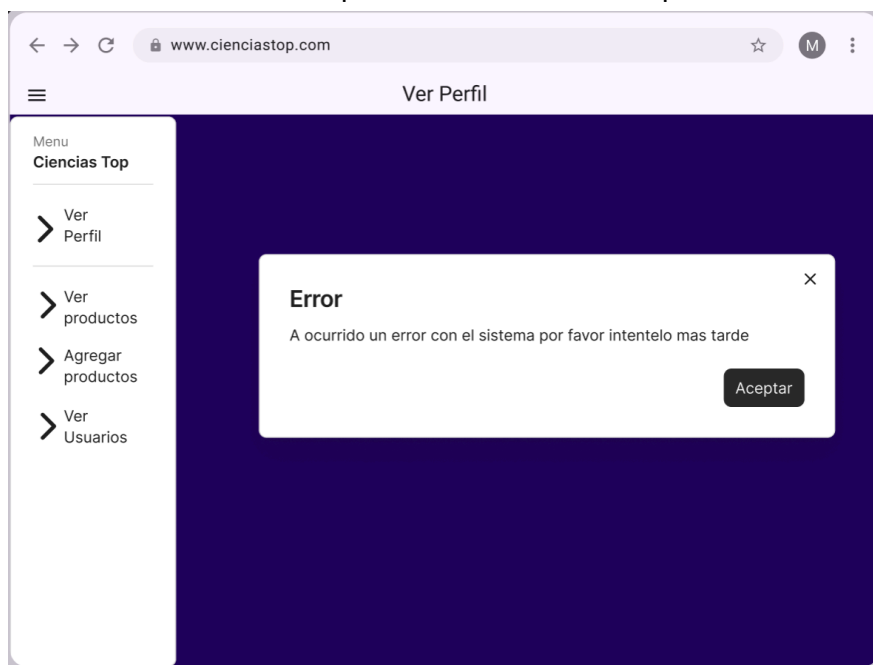 www.cienciastop.com
M
Ver Perfil
Menu
Ciencias Top
Ver
Perfil
Ver
productos
Agregar
productos
Ver
Usuarios
Error
A ocurrido un error con el sistema por favor intentelo mas tarde
Aceptar